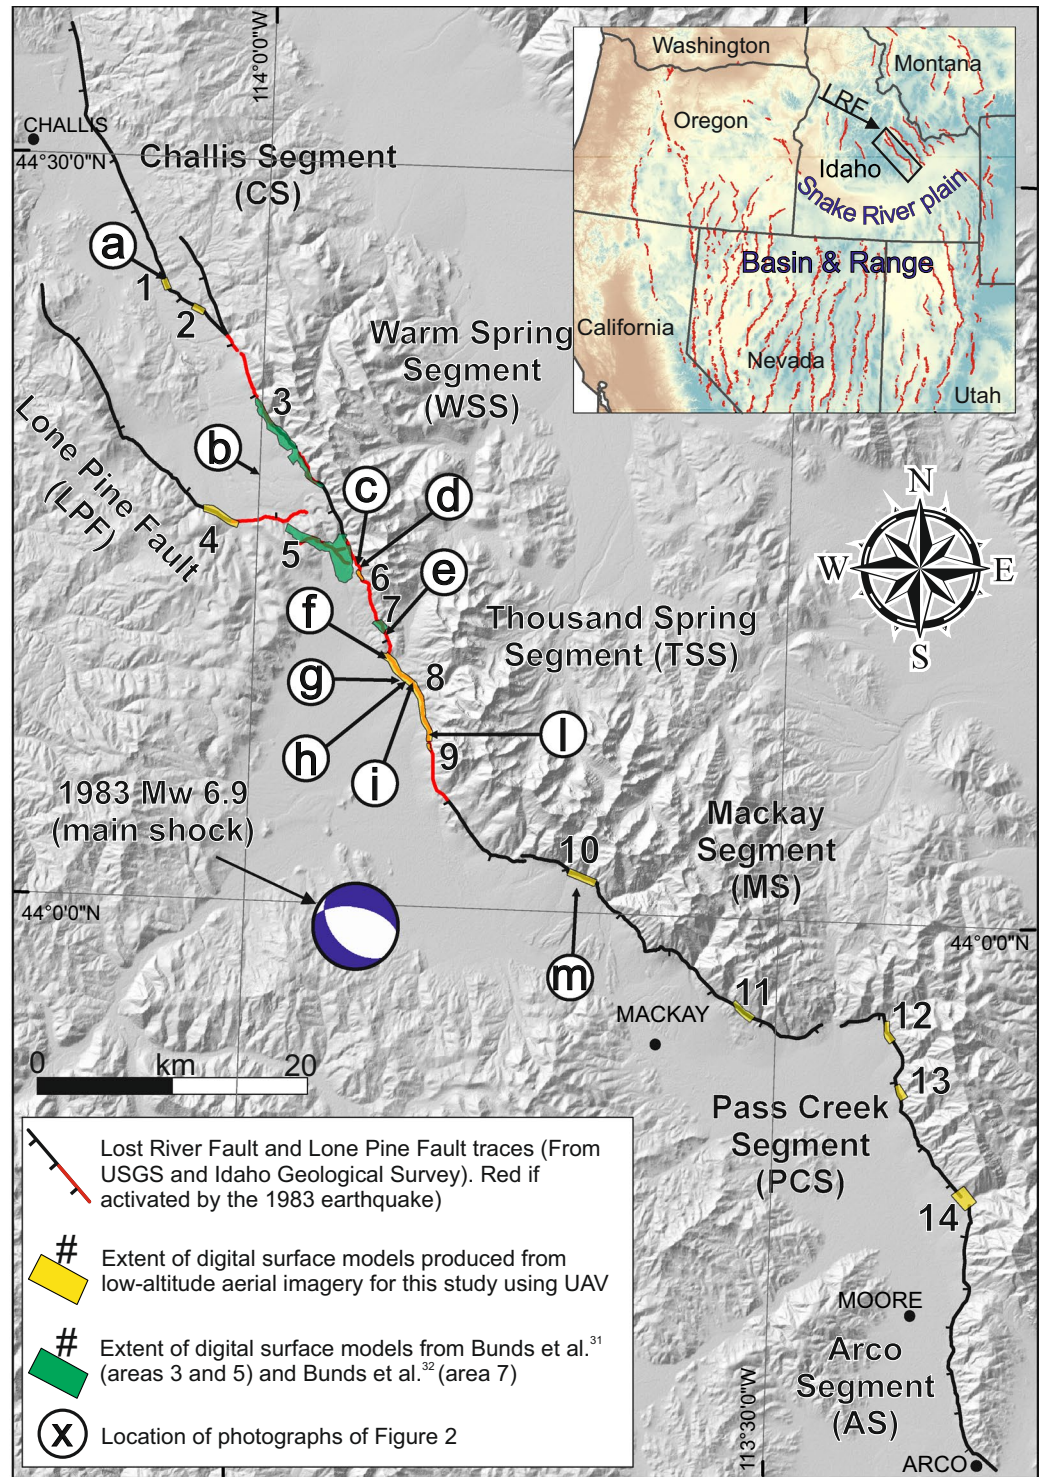 114°0'0"W
CHALLIS
44°30'0"N
Challis Segment
(CS)
a
1
2
Washington
Montana
LRF
Oregon
Idaho
Snake River plain
Basin & Range
California
Nevada
Utah
Warm Spring
Segment
(WSS)
3
b
Lone Pine Fault
(LPF)
c
d
4
5
6
e
7
f
Thousand Spring
Segment (TSS)
g
8
h
i
l
9
N
W
E
S
1983 Mw 6.9
(main shock)
Mackay
Segment
(MS)
10
44°0'0"N
44°0'0"N
m
11
MACKAY
12
13
0
km
20
Pass Creek
Segment
(PCS)
14
MOORE
Arco
Segment
(AS)
113°30'0"W
ARCO
Lost River Fault and Lone Pine Fault traces (From
USGS and Idaho Geological Survey). Red if
activated by the 1983 earthquake)
#
Extent of digital surface models produced from
low-altitude aerial imagery for this study using UAV
#
Extent of digital surface models from Bunds et al.³¹
(areas 3 and 5) and Bunds et al.³² (area 7)
x
Location of photographs of Figure 2